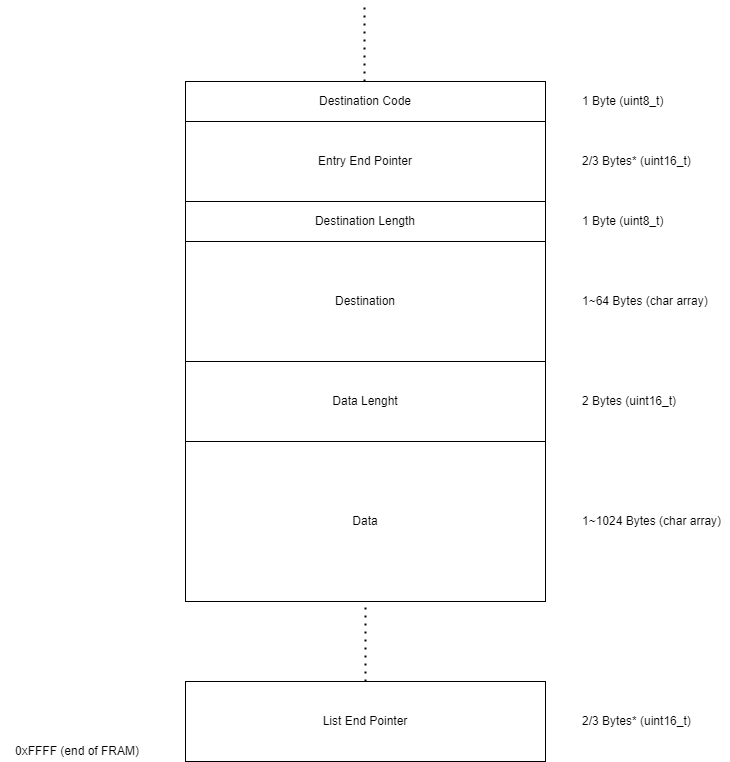 Destination Code 1 Byte (uint8_t)
Entry End Pointer 2/3 Bytes* (uint16_t)
Destination Length 1 Byte (uint8_t)
Destination 1~64 Bytes (char array)
Data Lenght 2 Bytes (uint16_t)
Data 1~1024 Bytes (char array)
List End Pointer 2/3 Bytes* (uint16_t)
0xFFFF (end of FRAM)